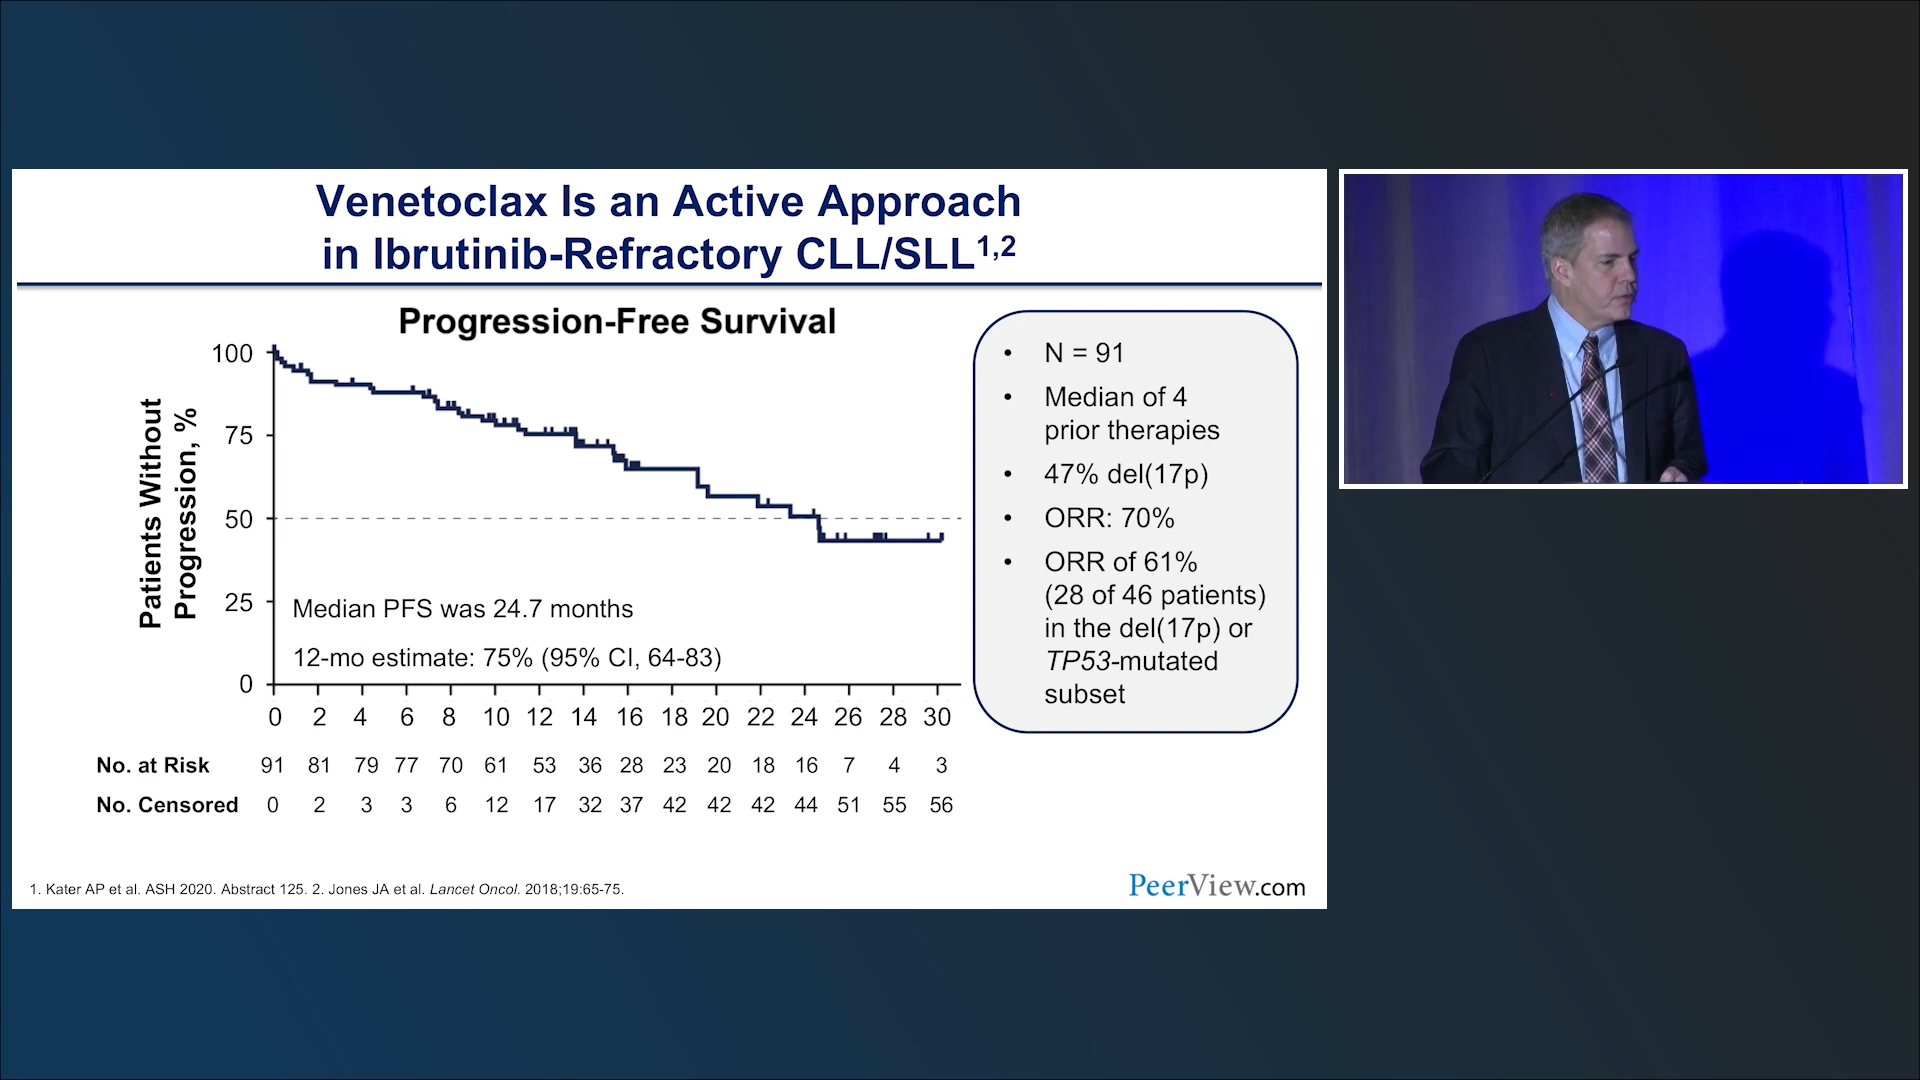 Venetoclax Is an Active Approach
in Ibrutinib-Refractory CLL/SLL1,2
Progression-Free Survival
Patients Without
Progression, %
100
75
50
25
0
Median PFS was 24.7 months
12-mo estimate: 75% (95% CI, 64-83)
0 2 4 6 8 10 12 14 16 18 20 22 24 26 28 30
No. at Risk 91 81 79 77 70 61 53 36 28 23 20 18 16 7 4 3
No. Censored 0 2 3 3 6 12 17 32 37 42 42 42 44 51 55 56
• N = 91
• Median of 4
prior therapies
• 47% del(17p)
• ORR: 70%
• ORR of 61%
(28 of 46 patients)
in the del(17p) or
TP53-mutated
subset
1. Kater AP et al. ASH 2020. Abstract 125. 2. Jones JA et al. Lancet Oncol. 2018;19:65-75.
PeerView.com